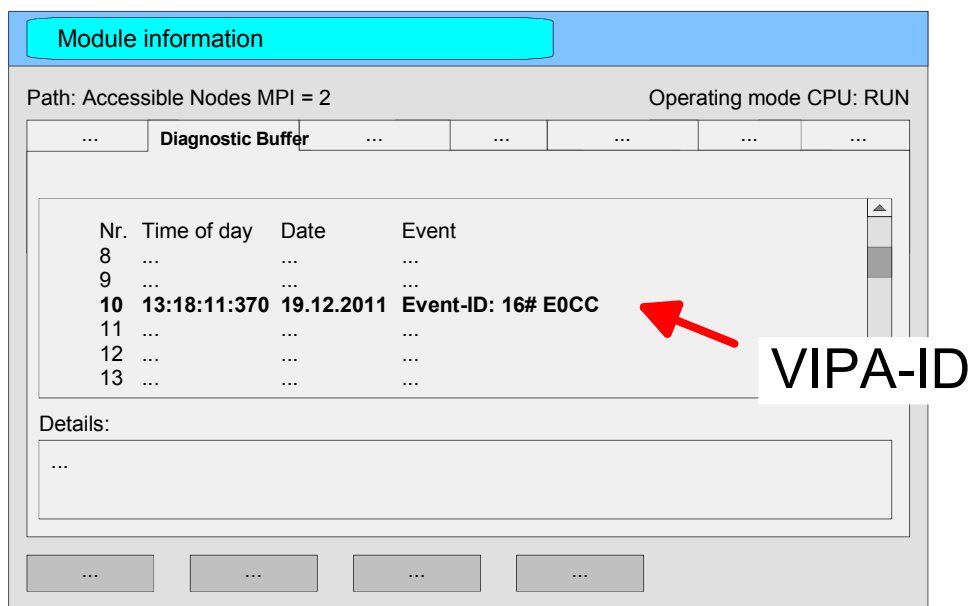 Module information
Path: Accessible Nodes MPI = 2 Operating mode CPU: RUN
... Diagnostic Buffer ... ... ... ... ...
Nr. Time of day Date Event
8 ... ... ...
9 ... ... ...
10 13:18:11:370 19.12.2011 Event-ID: 16# E0CC
11 ... ... ...
12 ... ... ...
13 ... ... ...
VIPA-ID
Details:
...
... ... ... ...